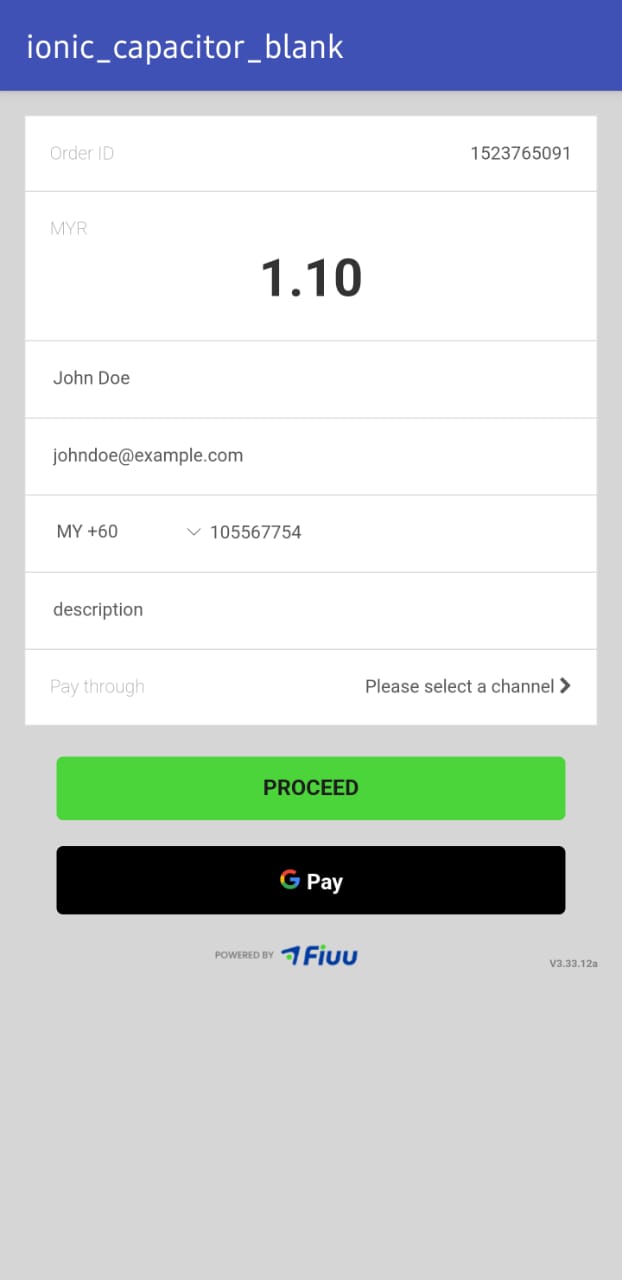 ionic_capacitor_blank
Order ID 1523765091
MYR
1.10
John Doe
johndoe@example.com
MY +60 105567754
description
Pay through Please select a channel
PROCEED
G Pay
POWERED BY Fiuu
V3.33.12a